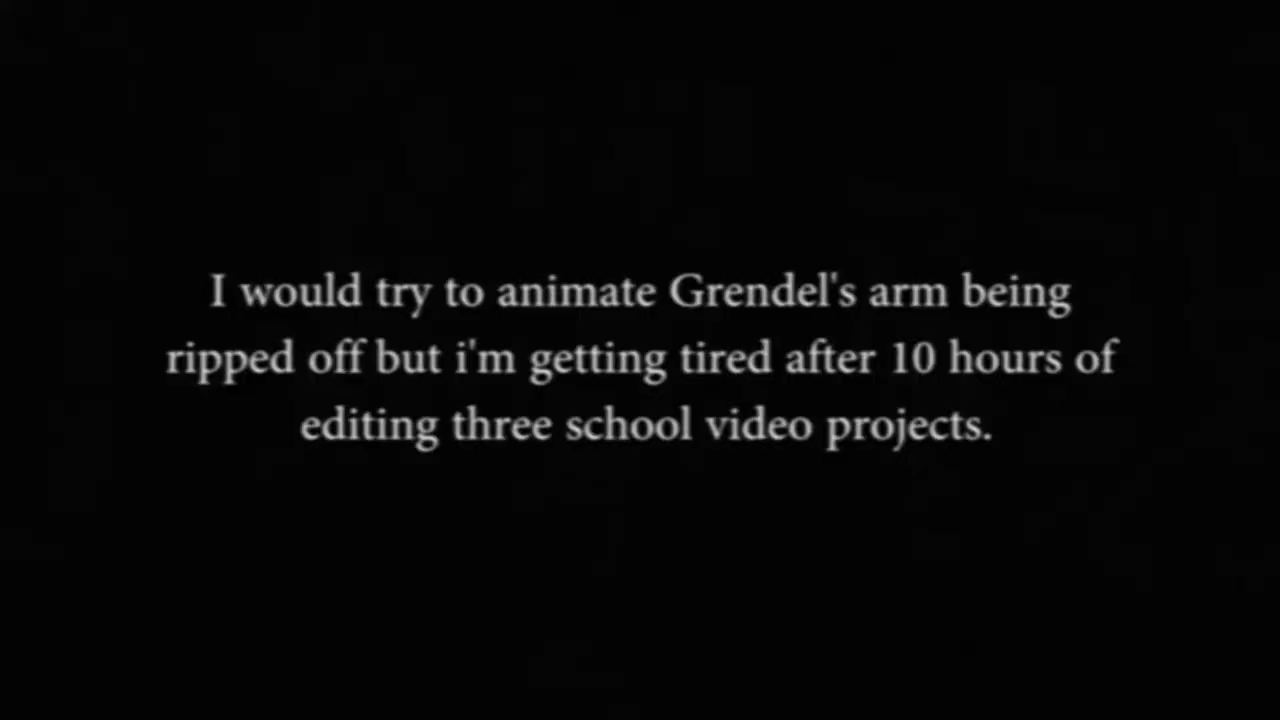 I would try to animate Grendel's arm being
ripped off but i'm getting tired after 10 hours of
editing three school video projects.